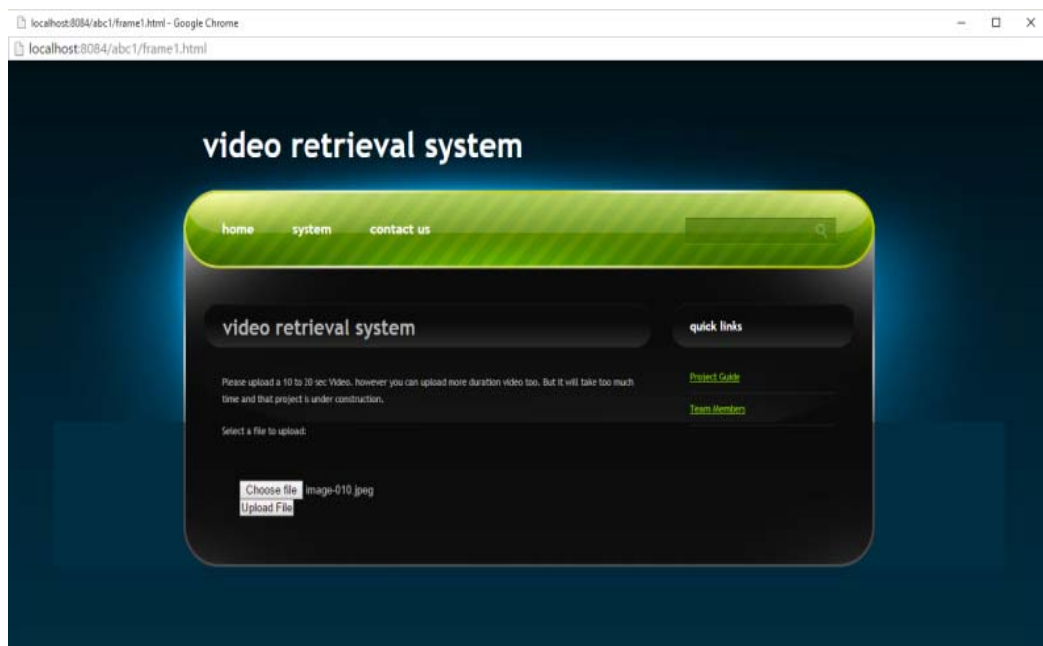 localhost:8084/abc1/frame1.html - Google Chrome
localhost:8084/abc1/frame1.html
video retrieval system
home system contact us
video retrieval system
quick links
Please upload a 10 to 20 sec Video. however you can upload more duration video too. But it will take too much
time and that project is under construction.
Project Guide
Team Members
Select a file to upload:
Choose file image-010.jpeg
Upload File